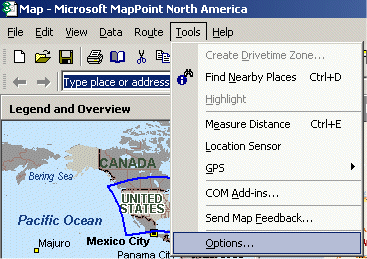 Map - Microsoft MapPoint North America
File Edit View Data Route Tools Help
Create Drivetime Zone...
Find Nearby Places Ctrl+D
Type place or address
Highlight
Legend and Overview
Measure Distance Ctrl+E
Location Sensor
GPS
COM Add-ins...
Send Map Feedback...
Options...
CANADA
Bering Sea
UNITED
STATES
Pacific Ocean
Majuro
Mexico City
Panama City